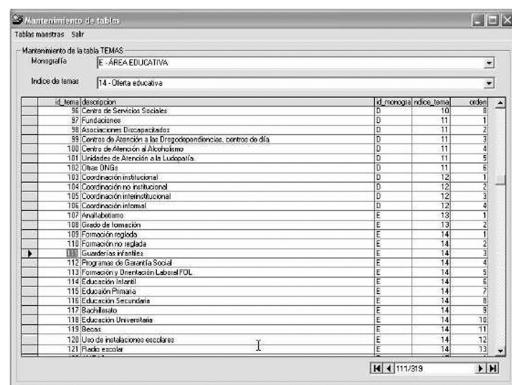 Mantenimiento de tablas
Tablas maestras Salir
Mantenimiento de la tabla TEMAS
Monografía E - ÁREA EDUCATIVA
Indice de temas 14 - Oferta educativa
id_tema descripcion id_monogra ndice_tema orden
96 Centro de Servicios Sociales D 10 8
97 Fundaciones D 11 1
98 Asociaciones Discapacitados D 11 2
99 Centros de Atención a las Drogodependiencias, centros de día D 11 3
100 Centro de Atención al Alcoholismo D 11 4
101 Unidades de Atención a la Ludopatía D 11 5
102 Otras ONGs D 11 6
103 Coordinación institucional D 12 1
104 Coordinación no institucional D 12 2
105 Coordinación interinstitucional D 12 3
106 Coordinación informal D 12 4
107 Analfabetismo E 13 1
108 Grado de formación E 13 2
109 Formación reglada E 14 1
110 Formación no reglada E 14 2
111 Guarderías infantiles E 14 3
112 Programas de Garantía Social E 14 4
113 Formación y Orientación Laboral FOL E 14 5
114 Educación Infantil E 14 6
115 Educaión Primaria E 14 7
116 Educación Secundaria E 14 8
117 Bachillerato E 14 9
118 Educación Universitaria E 14 10
119 Becas E 14 11
120 Uso de instalaciones escolares E 14 12
121 Radio escolar E 14 13
111/319